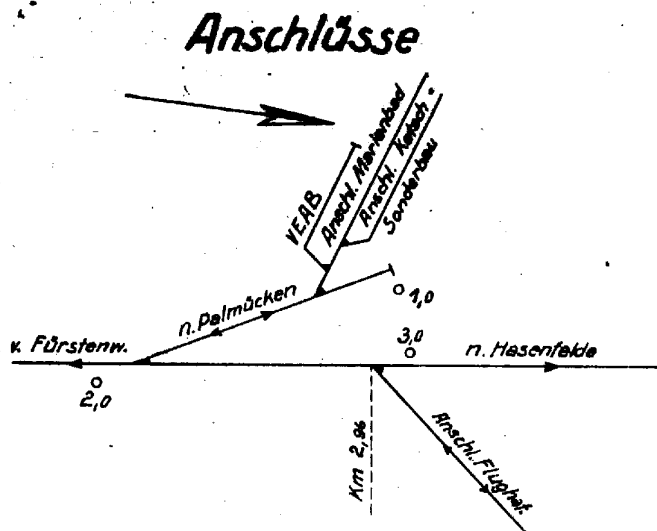 Anschlüsse
VEAB
Anschl. Marienbad
Anschl. Ketsch -
Sonderbau
n. Palmücken
1,0
v. Fürstenw.
3,0
n. Hasenfelde
2,0
Km 2,96
Anschl. Flughaf.